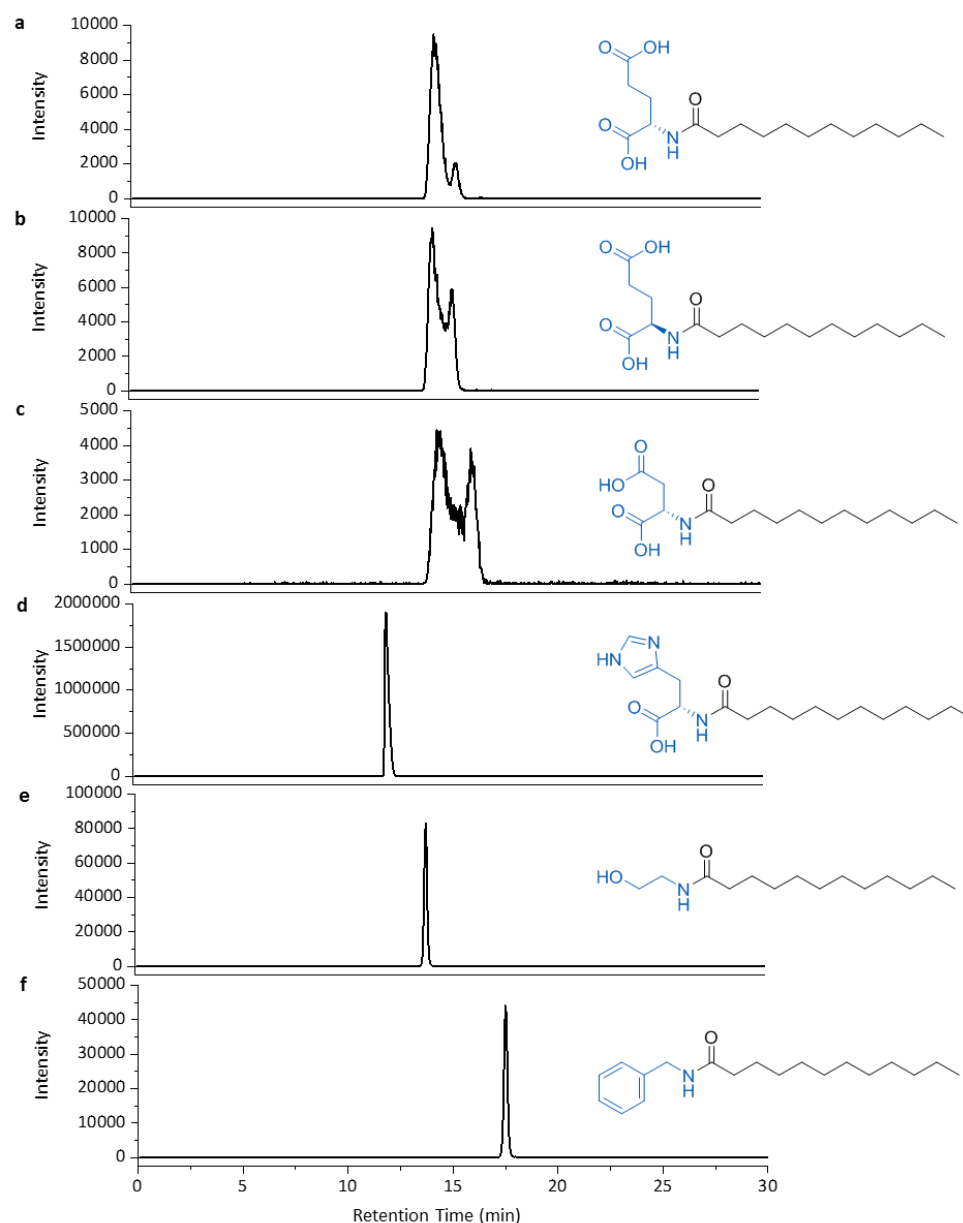 a
Intensity
10000
8000
6000
4000
2000
0
O
OH
O
O
N
H
OH
b
Intensity
10000
8000
6000
4000
2000
0
O
OH
O
O
N
H
OH
c
Intensity
5000
4000
3000
2000
1000
0
O
HO
O
O
N
H
OH
d
Intensity
2000000
1500000
1000000
500000
0
N
HN
O
O
N
H
OH
e
Intensity
100000
80000
60000
40000
20000
0
O
HO
N
H
f
Intensity
50000
40000
30000
20000
10000
0
O
N
H
0 5 10 15 20 25 30
Retention Time (min)